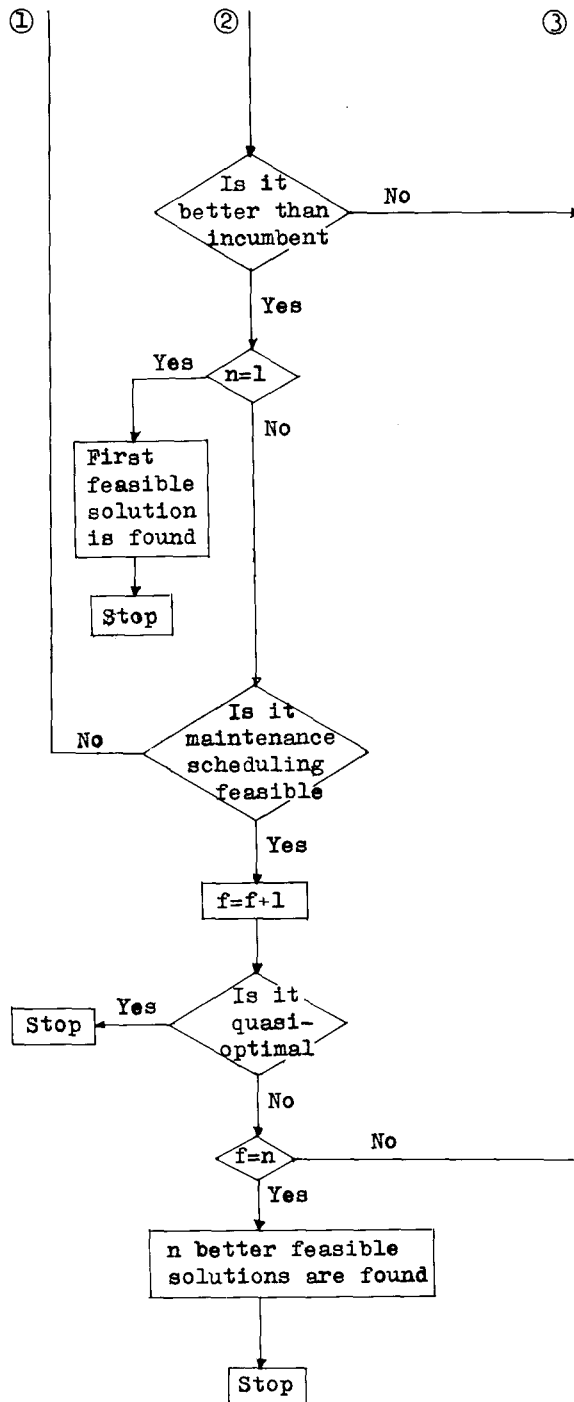 ① ② ③
Is it
better than
incumbent
No
Yes
Yes
n=1
No
First
feasible
solution
is found
Stop
Is it
maintenance
scheduling
feasible
No
Yes
f=f+1
Is it
quasi-
optimal
Yes
Stop
No
f=n
No
Yes
n better feasible
solutions are found
Stop